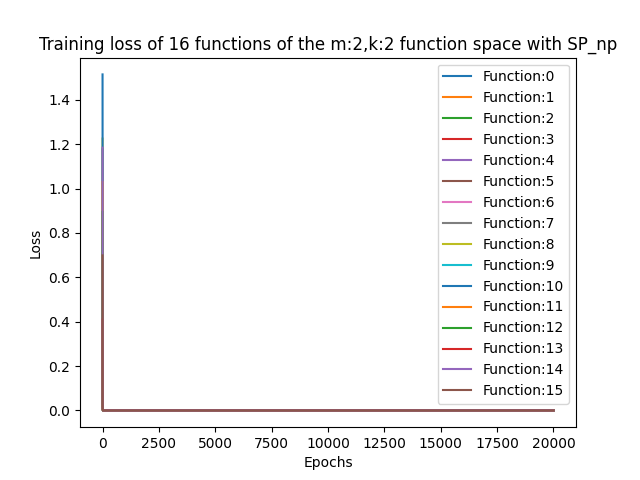 Training loss of 16 functions of the m:2,k:2 function space with SP_np
Loss
1.4
1.2
1.0
0.8
0.6
0.4
0.2
0.0
Function:0
Function:1
Function:2
Function:3
Function:4
Function:5
Function:6
Function:7
Function:8
Function:9
Function:10
Function:11
Function:12
Function:13
Function:14
Function:15
0 2500 5000 7500 10000 12500 15000 17500 20000
Epochs